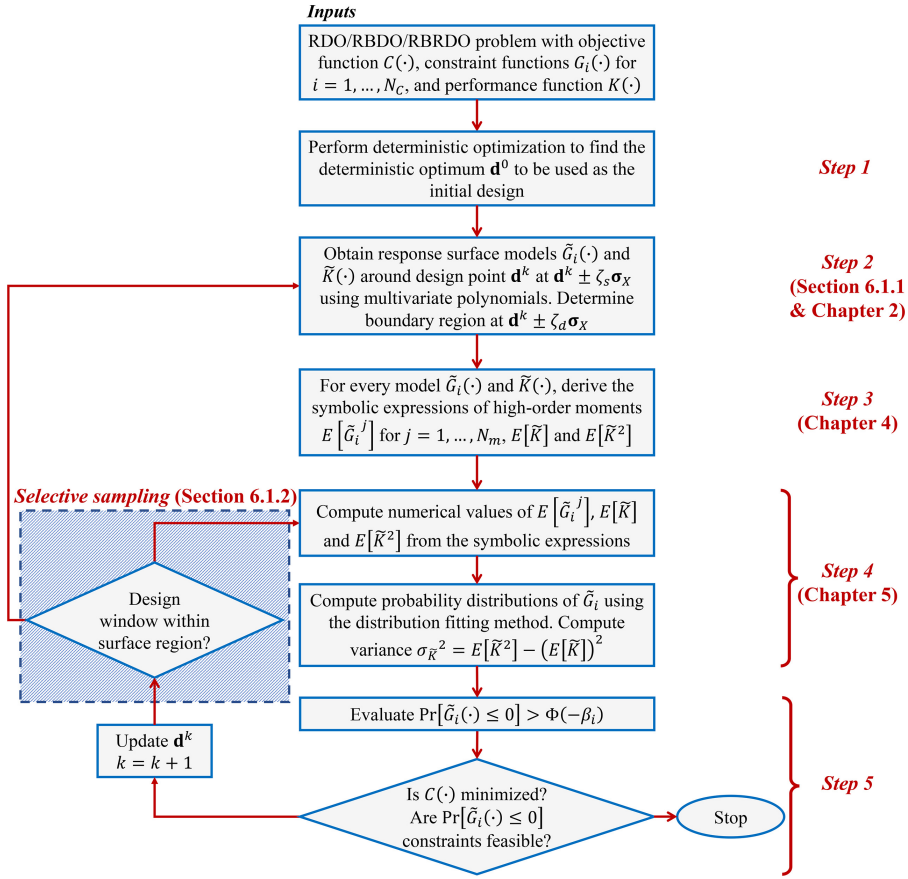 Inputs
RDO/RBDO/RBRDO problem with objective
function C(·), constraint functions G_i(·) for
i = 1, …, N_C, and performance function K(·)
Perform deterministic optimization to find the
deterministic optimum d^0 to be used as the
initial design
Step 1
Obtain response surface models G̃_i(·) and
K̃(·) around design point d^k at d^k ± ζ_s σ_X
using multivariate polynomials. Determine
boundary region at d^k ± ζ_d σ_X
Step 2
(Section 6.1.1
& Chapter 2)
For every model G̃_i(·) and K̃(·), derive the
symbolic expressions of high-order moments
E[G̃_i^j] for j = 1, …, N_m, E[K̃] and E[K̃^2]
Step 3
(Chapter 4)
Selective sampling (Section 6.1.2)
Design
window within
surface region?
Compute numerical values of E[G̃_i^j], E[K̃]
and E[K̃^2] from the symbolic expressions
Compute probability distributions of G̃_i using
the distribution fitting method. Compute
variance σ_K̃^2 = E[K̃^2] − (E[K̃])^2
Step 4
(Chapter 5)
Evaluate Pr[G̃_i(·) ≤ 0] > Φ(−β_i)
Update d^k
k = k + 1
Is C(·) minimized?
Are Pr[G̃_i(·) ≤ 0]
constraints feasible?
Stop
Step 5